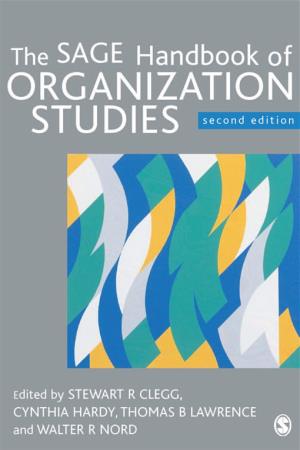 The SAGE Handbook of
ORGANIZATION
STUDIES
second edition
Edited by STEWART R CLEGG,
CYNTHIA HARDY, THOMAS B LAWRENCE
and WALTER R NORD
S